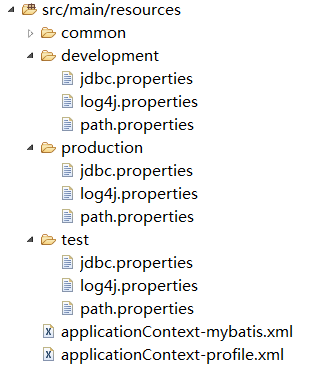 src/main/resources
common
development
jdbc.properties
log4j.properties
path.properties
production
jdbc.properties
log4j.properties
path.properties
test
jdbc.properties
log4j.properties
path.properties
applicationContext-mybatis.xml
applicationContext-profile.xml